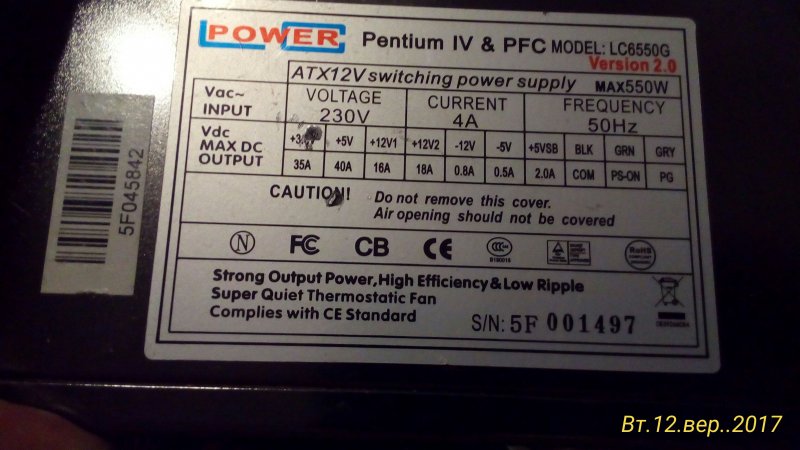 LC POWER Pentium IV & PFC MODEL: LC6550G
Version 2.0
ATX12V switching power supply MAX550W
Vac~ INPUT VOLTAGE 230V CURRENT 4A FREQUENCY 50Hz
Vdc MAX DC OUTPUT
+5V +12V1 +12V2 -12V -5V +5VSB BLK GRN GRY
35A 40A 16A 18A 0.8A 0.5A 2.0A COM PS-ON PG
CAUTION! Do not remove this cover.
Air opening should not be covered
N FC CB CE CCC RoHS
Strong Output Power,High Efficiency & Low Ripple
Super Quiet Thermostatic Fan
Complies with CE Standard
S/N: 5F 001497
5F045842
Вт.12.вер..2017